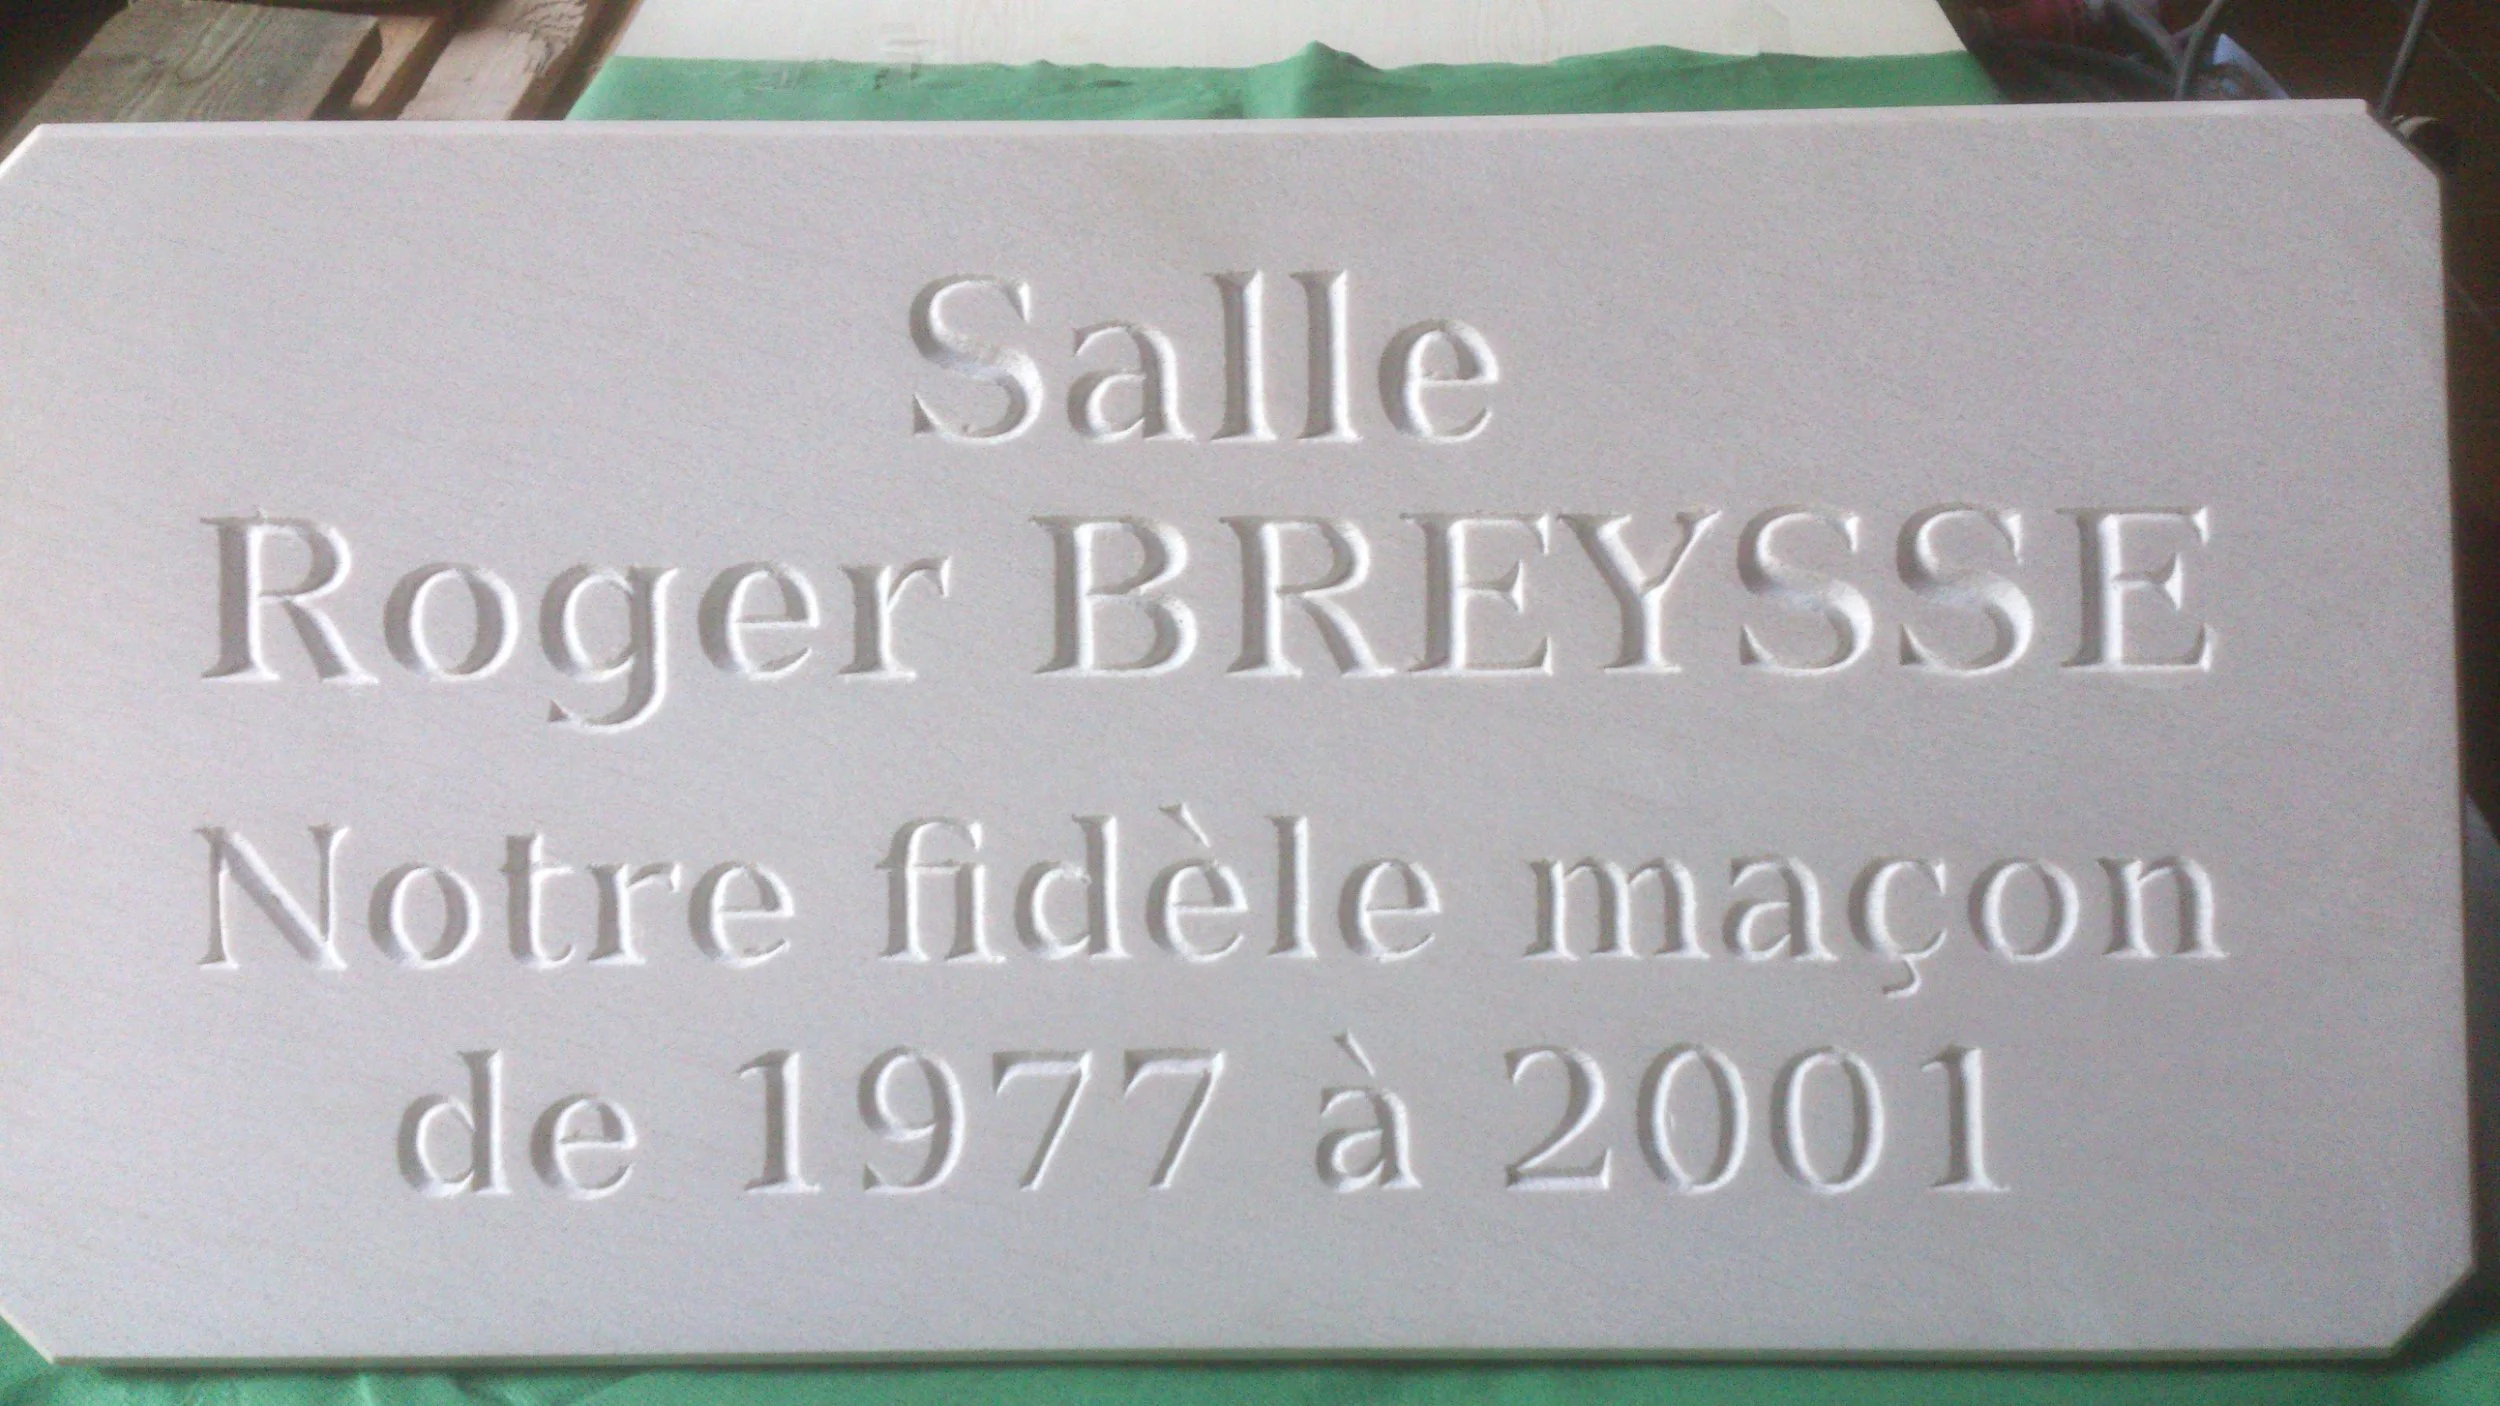 Salle
Roger BREYSSE
Notre fidèle maçon
de 1977 à 2001